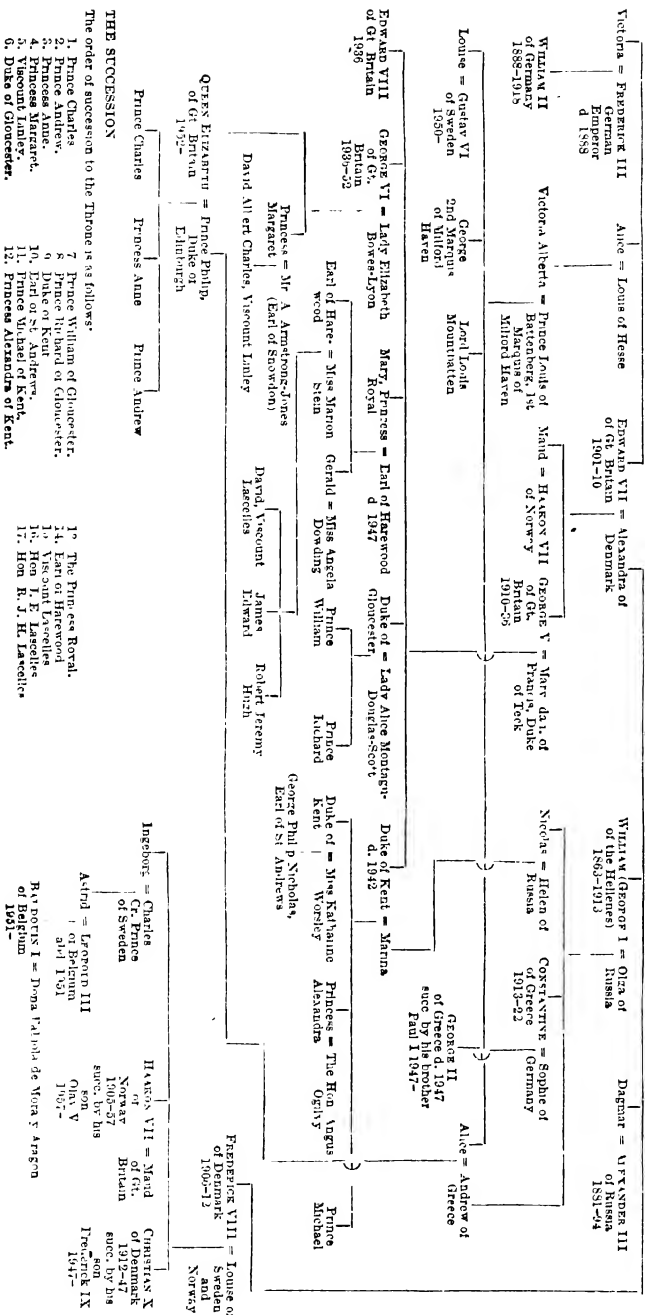 Victoria = FREDERICK III
German
Emperor
d 1888
Alice = Louis of Hesse
EDWARD VII = Alexandra of
of Gt. Britain Denmark
1901-10
WILLIAM (GEORGE I = Olga of
of the Hellenes) Russia
1863-1913
Dagmar = ALEXANDER III
of Russia
1881-94
WILLIAM II
of Germany
1888-1918
Victoria Alberta = Prince Louis of
Battenberg, 1st
Marquis of
Milford Haven
Maud = HAAKON VII
of Norway
GEORGE V = Mary dau. of
of Gt. Francis, Duke
Britain of Teck
1910-36
Nicolas = Helen of
Russia
CONSTANTINE = Sophie of
of Greece Germany
1913-22
Louise = Gustav VI
of Sweden
1950-
George
2nd Marquis
of Milford
Haven
Lord Louis
Mountbatten
GEORGE II
of Greece d. 1947
succ by his brother
Paul I 1947-
Alice = Andrew of
Greece
EDWARD VIII
of Gt Britain
1936
GEORGE VI = Lady Elizabeth
of Gt. Bowes-Lyon
Britain
1936-52
Mary, Princess = Earl of Harewood
Royal d 1947
Duke of = Lady Alice Montagu-
Gloucester Douglas-Scott
Duke of Kent = Marina
d. 1942
Princess = Mr. A Armstrong-Jones
Margaret (Earl of Snowdon)
Earl of Hare- = Miss Marion
wood Stein
Gerald = Miss Angela
Dowding
Prince
William
Prince
Richard
Duke of = Miss Katharine
Kent Worsley
Princess = The Hon Angus
Alexandra Ogilvy
Prince
Michael
QUEEN ELIZABETH = Prince Philip,
of Gt. Britain Duke of
1952- Edinburgh
David Albert Charles, Viscount Linley
David, Viscount
Lascelles
James
Edward
Robert Jeremy
Hugh
George Philip Nicholas,
Earl of St Andrews
FREDERICK VIII = Louise of
of Denmark Sweden
1906-12 and
Norway
Prince Charles Princess Anne Prince Andrew
Ingeborg = Charles
Cr. Prince
of Sweden
HAAKON VII = Maud
of of Gt.
Norway Britain
1905-57
succ. by his
son
Olav V
1957-
CHRISTIAN X
of Denmark
1912-47
succ. by his
son
Frederick IX
1947-
Astrid = LEOPOLD III
of Belgium
abd 1951
BAUDOUIN I = Dona Fabiola de Mora y Aragon
of Belgium
1951-
THE SUCCESSION
The order of succession to the Throne is as follows:
1. Prince Charles
2. Prince Andrew.
3. Princess Anne.
4. Princess Margaret.
5. Viscount Linley.
6. Duke of Gloucester.
7 Prince William of Gloucester.
8 Prince Richard of Gloucester.
9 Duke of Kent
10. Earl of St. Andrews.
11. Prince Michael of Kent.
12. Princess Alexandra of Kent.
The Princess Royal.
14. Earl of Harewood
Viscount Lascelles
16. Hon J. E. Lascelles
17. Hon R. J. H. Lascelles